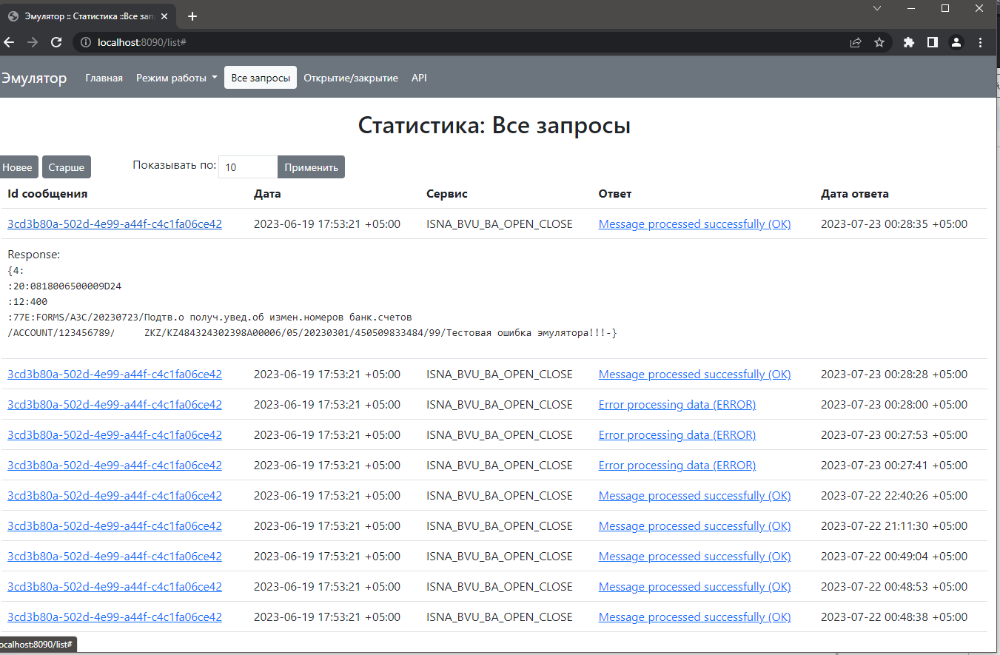 Эмулятор :: Статистика ::Все зап
localhost:8090/list#
Эмулятор Главная Режим работы Все запросы Открытие/закрытие API
Статистика: Все запросы
Новее Старше Показывать по: 10 Применить
Id сообщения Дата Сервис Ответ Дата ответа
3cd3b80a-502d-4e99-a44f-c4c1fa06ce42 2023-06-19 17:53:21 +05:00 ISNA_BVU_BA_OPEN_CLOSE Message processed successfully (OK) 2023-07-23 00:28:35 +05:00
Response:
{4:
:20:0818006500009D24
:12:400
:77E:FORMS/A3C/20230723/Подтв.о получ.увед.об измен.номеров банк.счетов
/ACCOUNT/123456789/ ZKZ/KZ484324302398A00006/05/20230301/450509833484/99/Тестовая ошибка эмулятора!!!-}
3cd3b80a-502d-4e99-a44f-c4c1fa06ce42 2023-06-19 17:53:21 +05:00 ISNA_BVU_BA_OPEN_CLOSE Message processed successfully (OK) 2023-07-23 00:28:28 +05:00
3cd3b80a-502d-4e99-a44f-c4c1fa06ce42 2023-06-19 17:53:21 +05:00 ISNA_BVU_BA_OPEN_CLOSE Error processing data (ERROR) 2023-07-23 00:28:00 +05:00
3cd3b80a-502d-4e99-a44f-c4c1fa06ce42 2023-06-19 17:53:21 +05:00 ISNA_BVU_BA_OPEN_CLOSE Error processing data (ERROR) 2023-07-23 00:27:53 +05:00
3cd3b80a-502d-4e99-a44f-c4c1fa06ce42 2023-06-19 17:53:21 +05:00 ISNA_BVU_BA_OPEN_CLOSE Error processing data (ERROR) 2023-07-23 00:27:41 +05:00
3cd3b80a-502d-4e99-a44f-c4c1fa06ce42 2023-06-19 17:53:21 +05:00 ISNA_BVU_BA_OPEN_CLOSE Message processed successfully (OK) 2023-07-22 22:40:26 +05:00
3cd3b80a-502d-4e99-a44f-c4c1fa06ce42 2023-06-19 17:53:21 +05:00 ISNA_BVU_BA_OPEN_CLOSE Message processed successfully (OK) 2023-07-22 21:11:30 +05:00
3cd3b80a-502d-4e99-a44f-c4c1fa06ce42 2023-06-19 17:53:21 +05:00 ISNA_BVU_BA_OPEN_CLOSE Message processed successfully (OK) 2023-07-22 00:49:04 +05:00
3cd3b80a-502d-4e99-a44f-c4c1fa06ce42 2023-06-19 17:53:21 +05:00 ISNA_BVU_BA_OPEN_CLOSE Message processed successfully (OK) 2023-07-22 00:48:53 +05:00
3cd3b80a-502d-4e99-a44f-c4c1fa06ce42 2023-06-19 17:53:21 +05:00 ISNA_BVU_BA_OPEN_CLOSE Message processed successfully (OK) 2023-07-22 00:48:38 +05:00
ocalhost:8090/list#